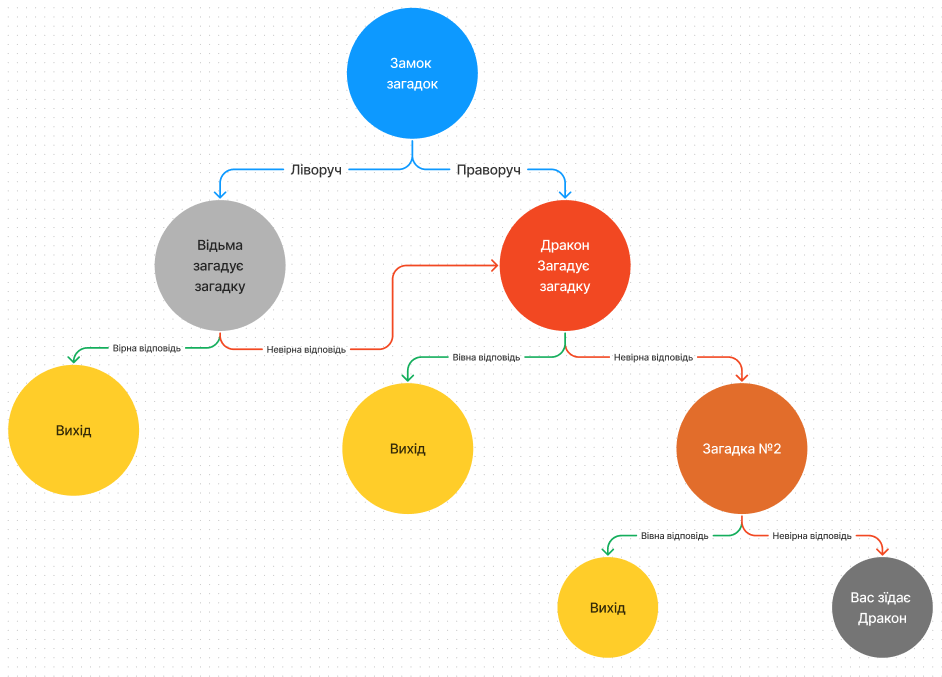 Замок
загадок
Ліворуч
Праворуч
Відьма
загадує
загадку
Дракон
Загадує
загадку
Вірна відповідь
Невірна відповідь
Вівна відповідь
Невірна відповідь
Вихід
Вихід
Загадка №2
Вівна відповідь
Невірна відповідь
Вихід
Вас зїдає
Дракон